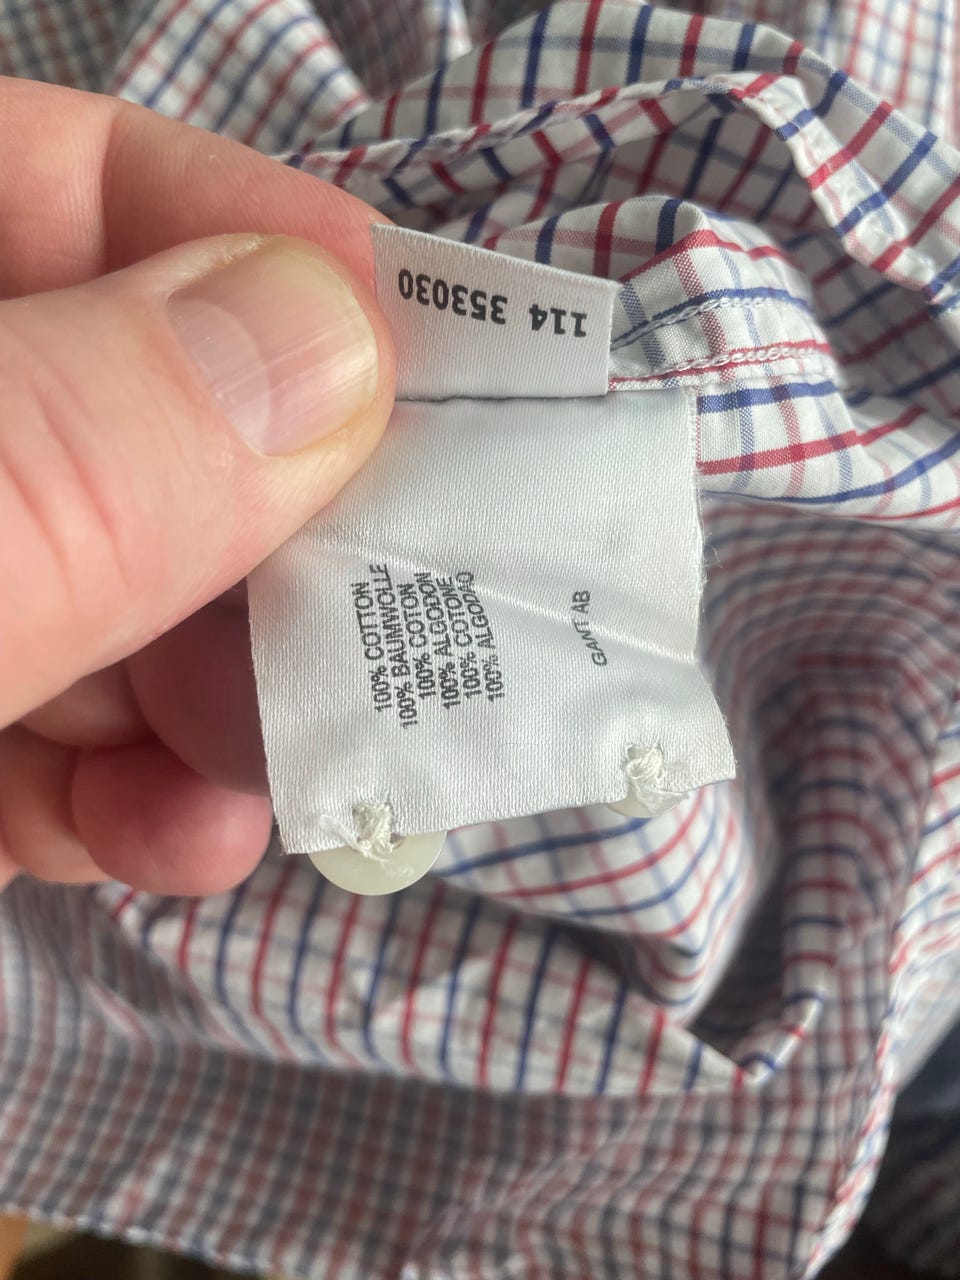 114 353030
100% COTTON
100% BAUMWOLLE
100% COTON
100% ALGODON
100% COTONE
100% ALGODÃO
GANT AB